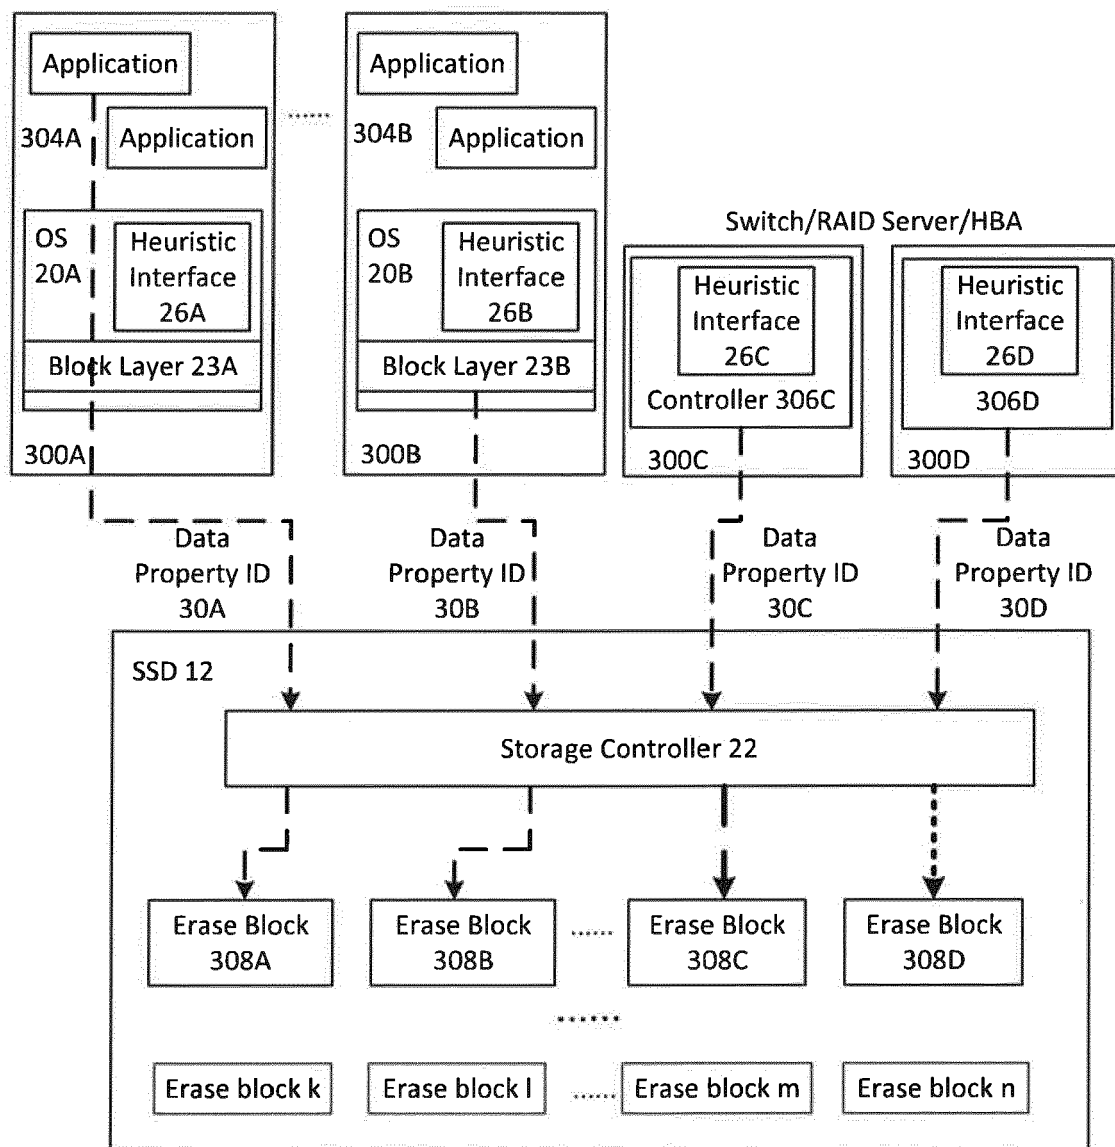 Application
304A
Application
OS
20A
Heuristic
Interface
26A
Block Layer 23A
300A
......
Application
304B
Application
OS
20B
Heuristic
Interface
26B
Block Layer 23B
300B
Switch/RAID Server/HBA
Heuristic
Interface
26C
Controller 306C
300C
Heuristic
Interface
26D
306D
300D
Data
Property ID
30A
Data
Property ID
30B
Data
Property ID
30C
Data
Property ID
30D
SSD 12
Storage Controller 22
Erase Block
308A
Erase Block
308B
......
Erase Block
308C
Erase Block
308D
......
Erase block k
Erase block l
......
Erase block m
Erase block n